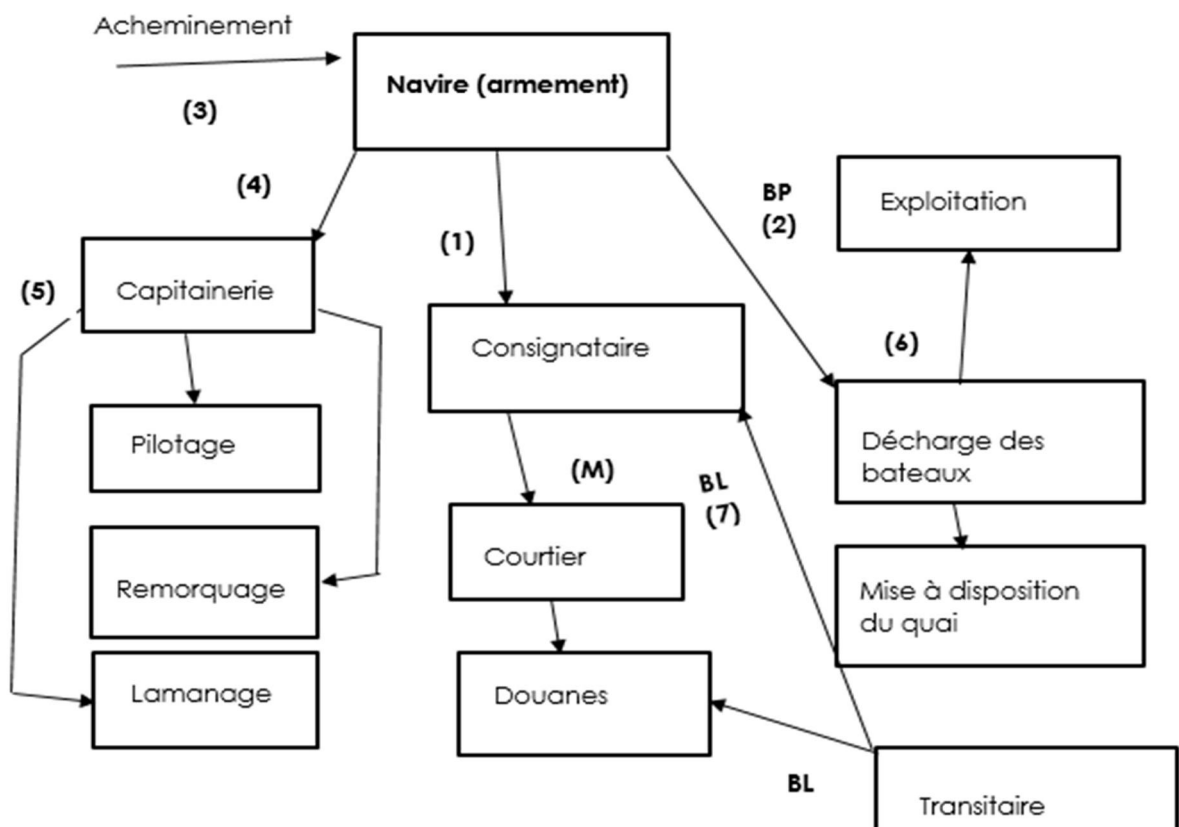 Acheminement
Navire (armement)
(3)
(4)
BP
(2)
Exploitation
(1)
(5)
Capitainerie
Consignataire
(6)
Pilotage
Décharge des
bateaux
(M)
BL
(7)
Courtier
Remorquage
Mise à disposition
du quai
Lamanage
Douanes
BL
Transitaire